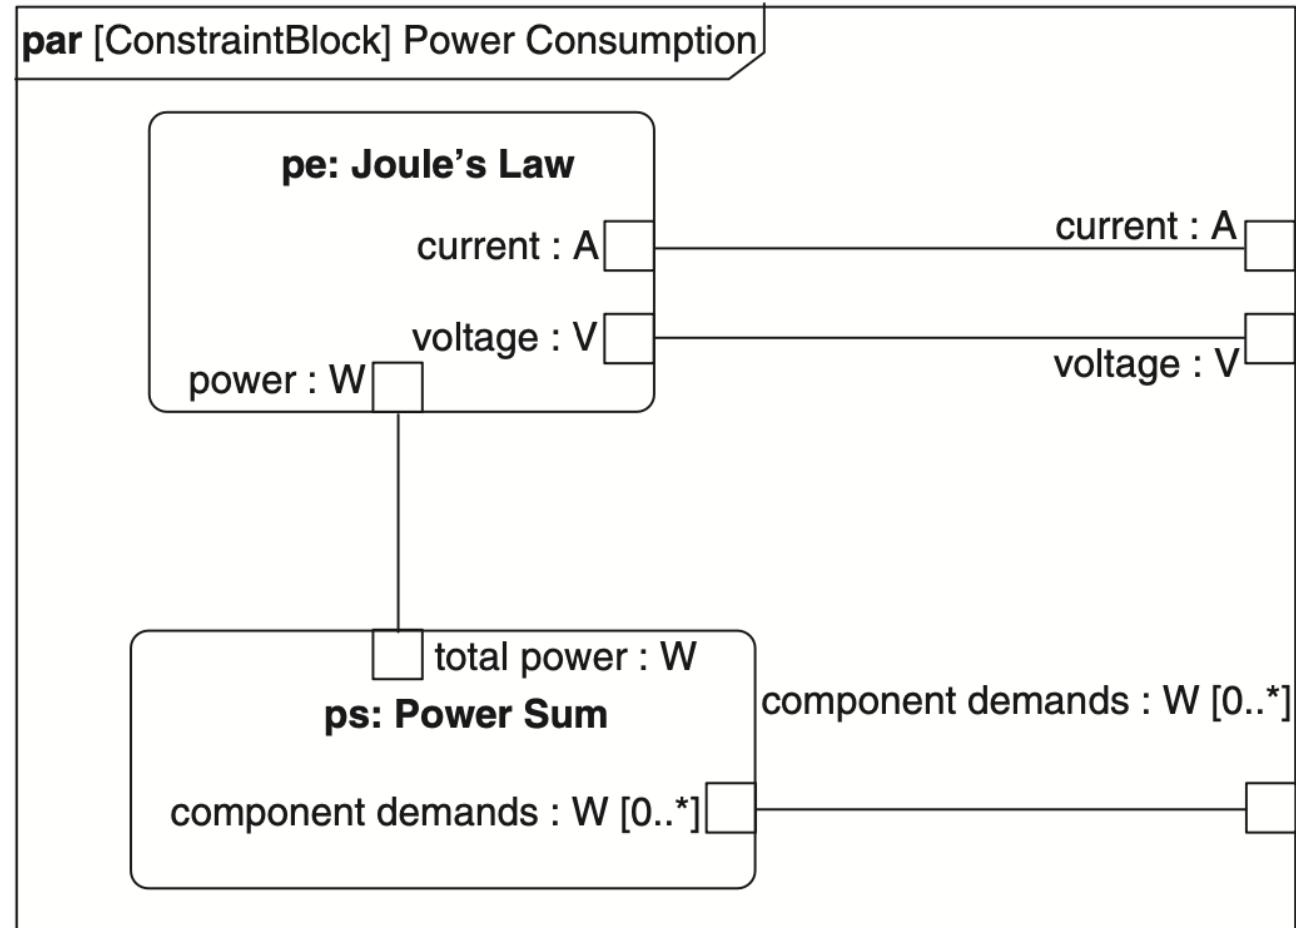 par [ConstraintBlock] Power Consumption
pe: Joule’s Law
current : A
current : A
voltage : V
voltage : V
power : W
total power : W
ps: Power Sum
component demands : W [0..*]
component demands : W [0..*]